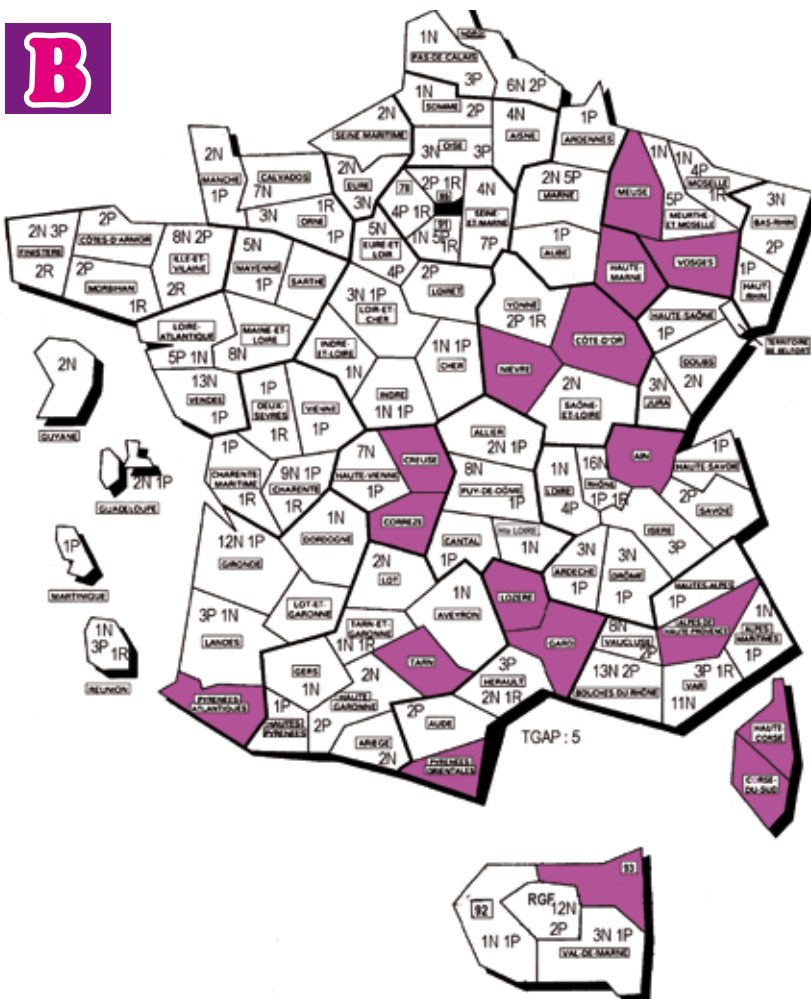 B
NORD
1N
PAS-DE-CALAIS
3P
6N 2P
1N
SOMME
2P
4N
AISNE
1P
ARDENNES
2N
SEINE-MARITIME
OISE
3N
3P
2N
MANCHE
1P
CALVADOS
7N
2N
EURE
3N
3N
ORNE
1R
1P
78
2P 1R
95
4P 1R
91
1N 5P
1R
4N
SEINE-
ET-MARNE
7P
2N 5P
MARNE
1P
AUBE
MEUSE
1N
5P
MEURTHE-
ET-MOSELLE
1N
4P
MOSELLE
1R
3N
BAS-RHIN
2P
1P
HAUT-
RHIN
HAUTE-
MARNE
VOSGES
2N 3P
FINISTERE
2R
2P
CÔTES-D'ARMOR
2P
MORBIHAN
1R
8N 2P
ILLE-ET-
VILAINE
2R
5N
MAYENNE
1P
SARTHE
5N
EURE-ET-
LOIR
4P
2P
LOIRET
3N 1P
LOIR-ET-
CHER
YONNE
2P 1R
CÔTE-D'OR
HAUTE-SAÔNE
1P
TERRITOIRE
DE BELFORT
DOUBS
2N
3N
JURA
LOIRE-
ATLANTIQUE
5P 1N
MAINE-ET-
LOIRE
8N
INDRE-
ET-LOIRE
1N
1N 1P
CHER
INDRE
1N 1P
NIEVRE
2N
SAÔNE-
ET-LOIRE
2N
GUYANE
13N
VENDEE
1P
1P
DEUX-
SEVRES
1R
VIENNE
1P
ALLIER
2N 1P
AIN
1P
HAUTE-SAVOIE
2P
SAVOIE
2N 1P
GUADELOUPE
1P
CHARENTE-
MARITIME
1R
9N 1P
CHARENTE
1R
7N
HAUTE-VIENNE
1P
CREUSE
CORREZE
8N
PUY-DE-DÔME
1P
1N
LOIRE
4P
16N
RHÔNE
1P 1R
ISERE
3P
1P
MARTINIQUE
12N 1P
GIRONDE
1N
DORDOGNE
CANTAL
1P
Hte LOIRE
1N
3N
ARDECHE
1P
3N
DRÔME
1P
HAUTES-ALPES
1P
2N
LOT
LOZERE
1N
3P
1R
REUNION
3P 1N
LANDES
LOT-ET-
GARONNE
TARN-ET-
GARONNE
1N 1R
1N
AVEYRON
GARD
8N
VAUCLUSE
2P
ALPES DE
HAUTE PROVENCE
1N
ALPES
MARITIMES
1P
GERS
1N
2N
HAUTE
GARONNE
TARN
3P
HERAULT
2N 1R
13N 2P
BOUCHES DU RHÔNE
3P 1R
VAR
11N
PYRENEES
ATLANTIQUES
1P
HAUTES
PYRENEES
2P
ARIEGE
2N
2P
AUDE
PYRENEES-
ORIENTALES
TGAP : 5
HAUTE-
CORSE
CORSE-
DU-SUD
93
92
RGF
12N
2P
1N 1P
3N 1P
VAL-DE-MARNE